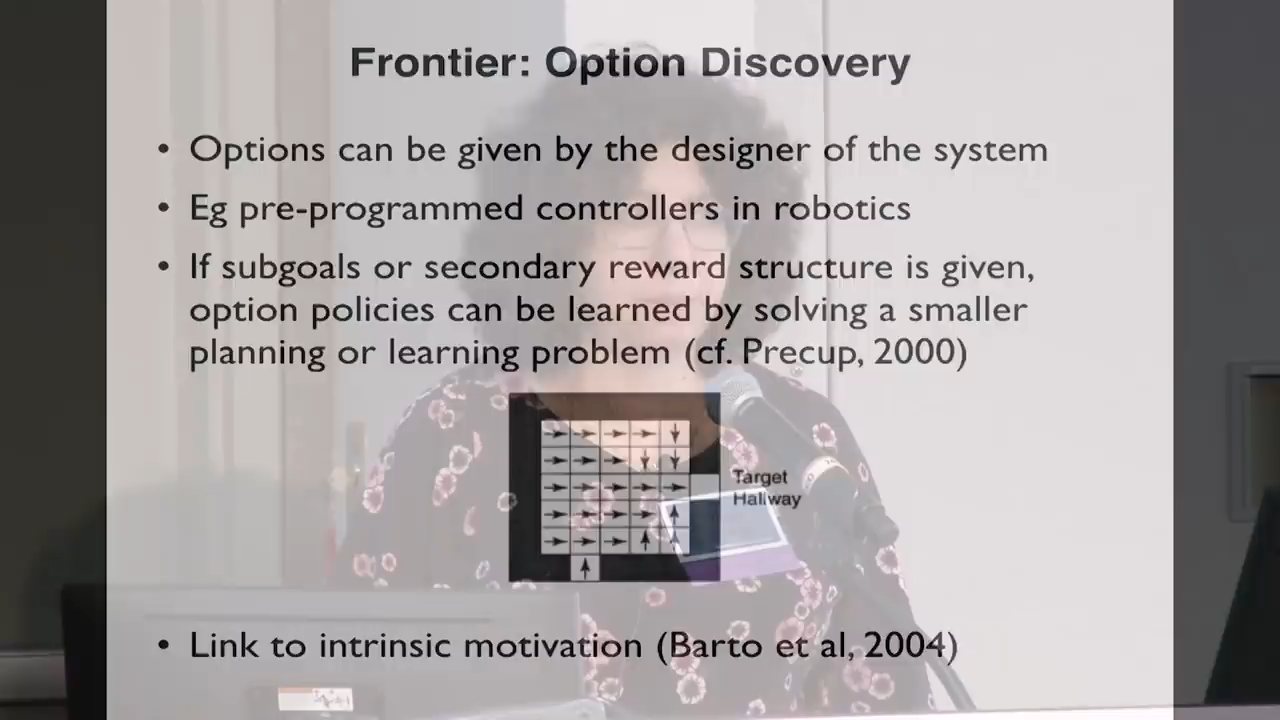 Frontier: Option Discovery
• Options can be given by the designer of the system
• Eg pre-programmed controllers in robotics
• If subgoals or secondary reward structure is given,
option policies can be learned by solving a smaller
planning or learning problem (cf. Precup, 2000)
Target
Hallway
• Link to intrinsic motivation (Barto et al, 2004)